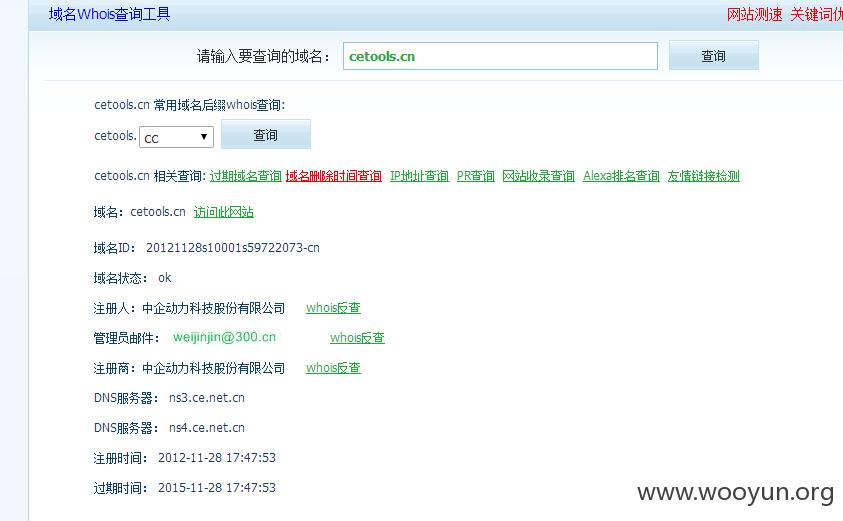 域名Whois查询工具 网站测速 关键词优
请输入要查询的域名： cetools.cn 查询
cetools.cn 常用域名后缀whois查询:
cetools. cc 查询
cetools.cn 相关查询: 过期域名查询 域名删除时间查询 IP地址查询 PR查询 网站收录查询 Alexa排名查询 友情链接检测
域名：cetools.cn 访问此网站
域名ID： 20121128s10001s59722073-cn
域名状态： ok
注册人：中企动力科技股份有限公司 whois反查
管理员邮件： weijinjin@300.cn whois反查
注册商：中企动力科技股份有限公司 whois反查
DNS服务器： ns3.ce.net.cn
DNS服务器： ns4.ce.net.cn
注册时间： 2012-11-28 17:47:53
过期时间： 2015-11-28 17:47:53
www.wooyun.org